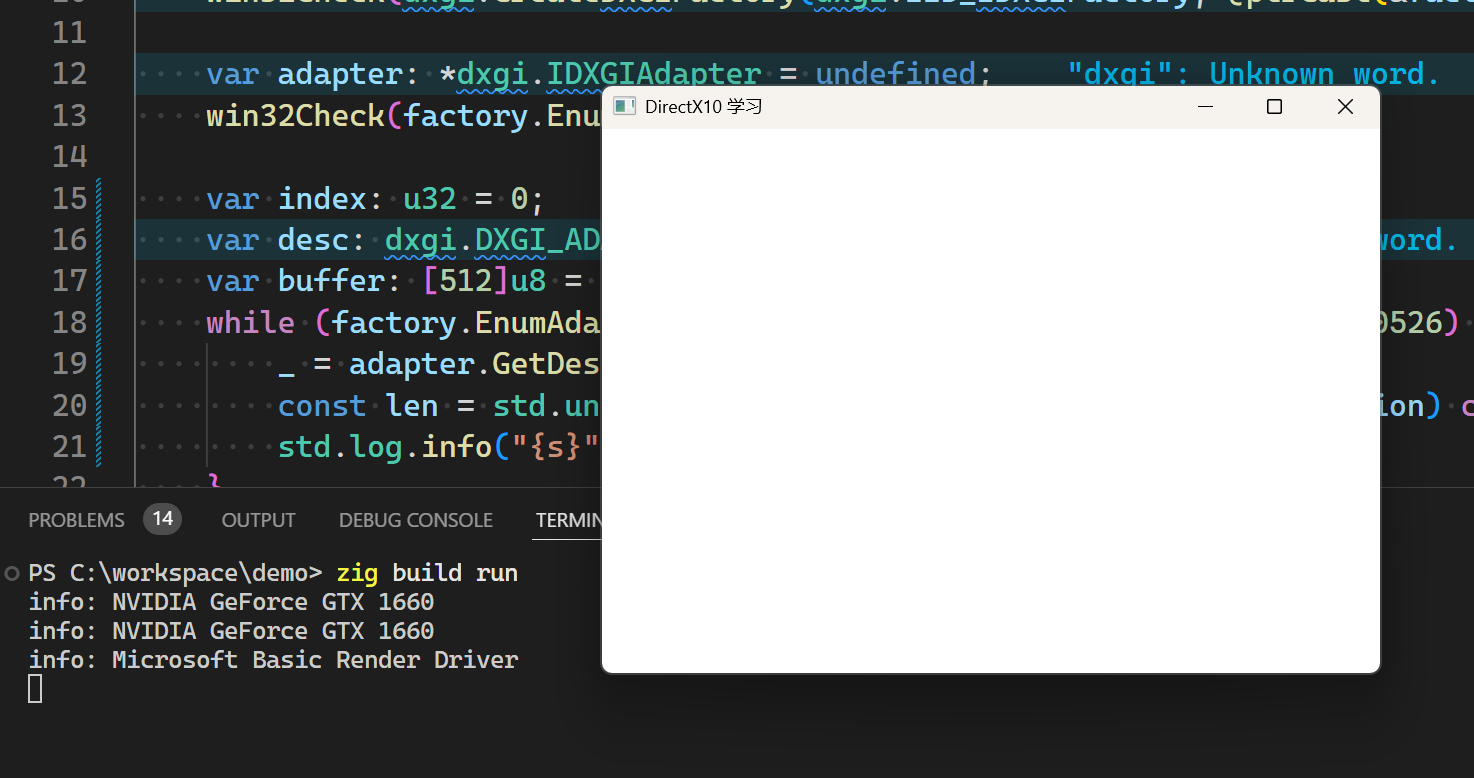 11
12 var adapter: *dxgi.IDXGIAdapter = undefined; "dxgi": Unknown word.
DirectX10 学习
13 win32Check(factory.Enu
14
15 var index: u32 = 0;
16 var desc: dxgi.DXGI_AD word.
17 var buffer: [512]u8 =
18 while (factory.EnumAda 0526)
19 _ = adapter.GetDes
20 const len = std.un ion) c
21 std.log.info("{s}"
22 }
PROBLEMS 14 OUTPUT DEBUG CONSOLE TERMIN
PS C:\workspace\demo> zig build run
info: NVIDIA GeForce GTX 1660
info: NVIDIA GeForce GTX 1660
info: Microsoft Basic Render Driver